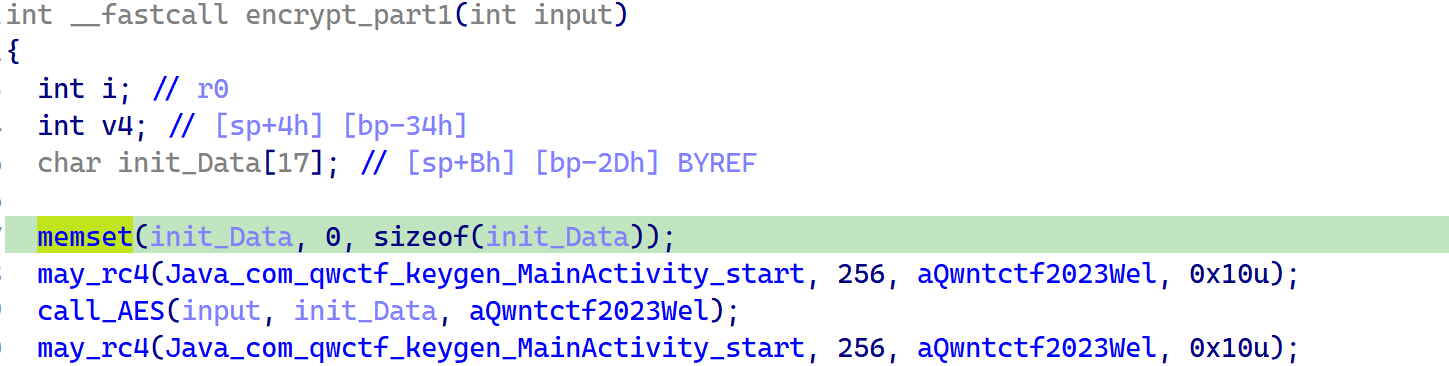 int __fastcall encrypt_part1(int input)
{
int i; // r0
int v4; // [sp+4h] [bp-34h]
char init_Data[17]; // [sp+Bh] [bp-2Dh] BYREF
memset(init_Data, 0, sizeof(init_Data));
may_rc4(Java_com_qwctf_keygen_MainActivity_start, 256, aQwntctf2023Wel, 0x10u);
call_AES(input, init_Data, aQwntctf2023Wel);
may_rc4(Java_com_qwctf_keygen_MainActivity_start, 256, aQwntctf2023Wel, 0x10u);